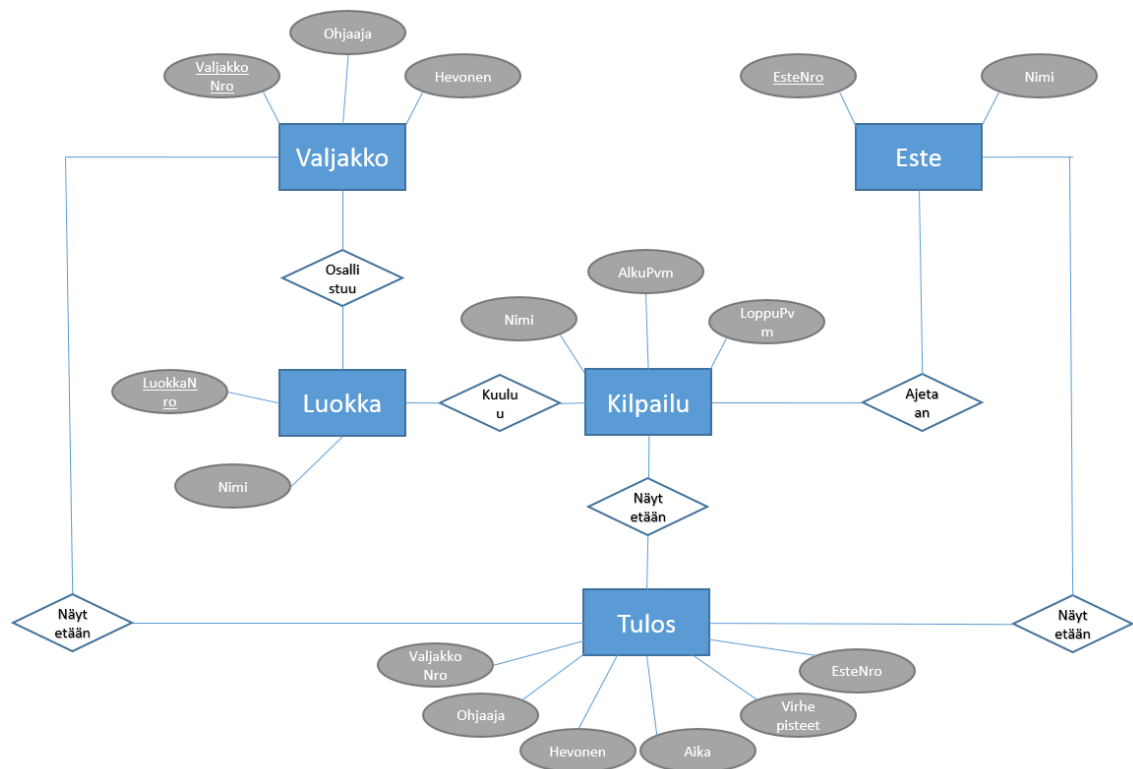 Ohjaaja
Valjakko
Nro
Hevonen
EsteNro
Nimi
Valjakko
Este
Osalli
stuu
AlkuPvm
Nimi
LoppuPv
m
LuokkaN
ro
Luokka
Kuulu
u
Kilpailu
Ajeta
an
Nimi
Näyt
etään
Näyt
etään
Tulos
Näyt
etään
Valjakko
Nro
EsteNro
Ohjaaja
Virhe
pisteet
Hevonen
Aika